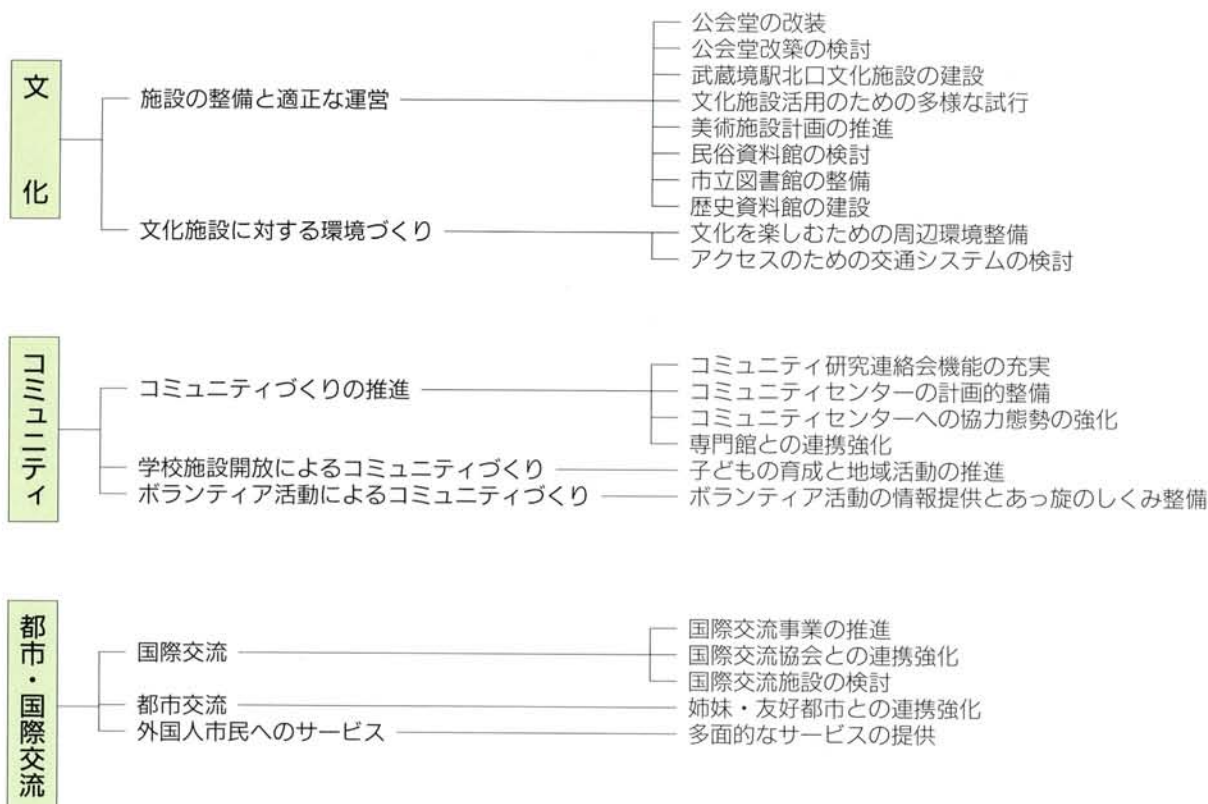 文化
施設の整備と適正な運営
公会堂の改装
公会堂改築の検討
武蔵境駅北口文化施設の建設
文化施設活用のための多様な試行
美術施設計画の推進
民俗資料館の検討
市立図書館の整備
歴史資料館の建設
文化施設に対する環境づくり
文化を楽しむための周辺環境整備
アクセスのための交通システムの検討
コミュニティ
コミュニティづくりの推進
コミュニティ研究連絡会機能の充実
コミュニティセンターの計画的整備
コミュニティセンターへの協力態勢の強化
専門館との連携強化
学校施設開放によるコミュニティづくり
子どもの育成と地域活動の推進
ボランティア活動によるコミュニティづくり
ボランティア活動の情報提供とあっ旋のしくみ整備
都市・国際交流
国際交流
国際交流事業の推進
国際交流協会との連携強化
国際交流施設の検討
都市交流
姉妹・友好都市との連携強化
外国人市民へのサービス
多面的なサービスの提供